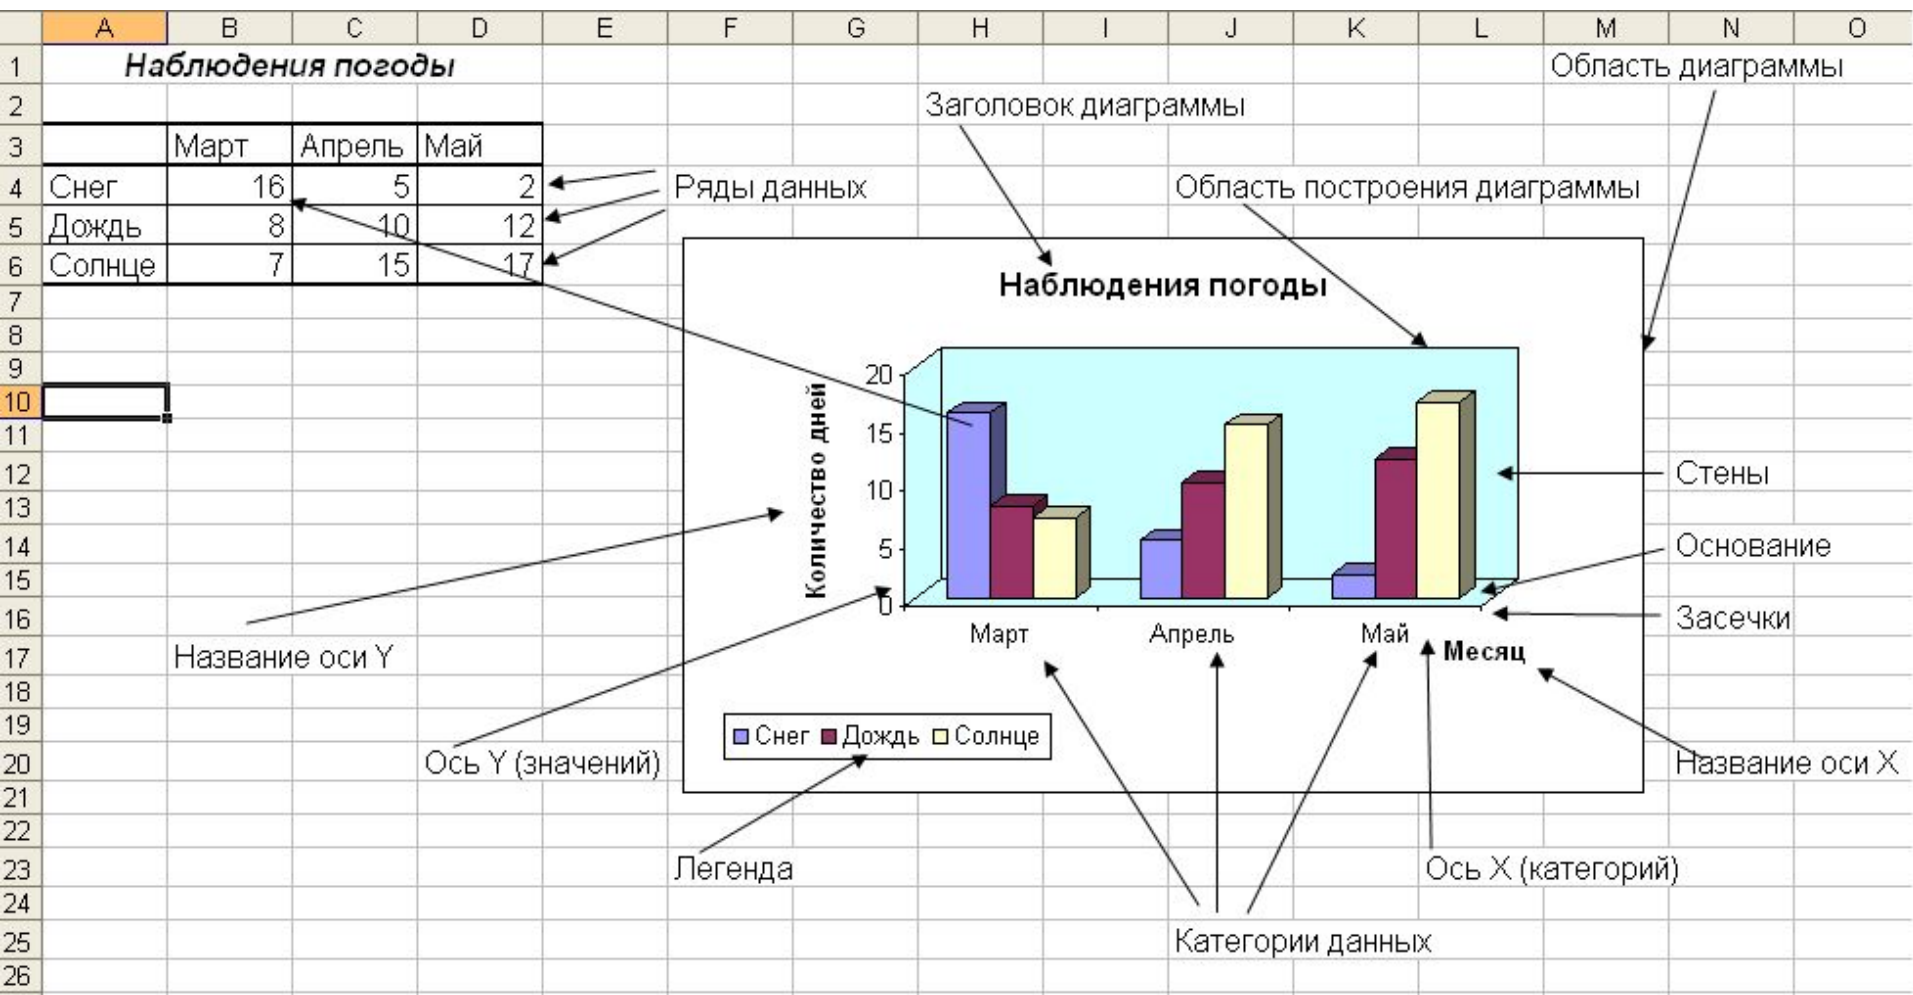 A B C D E F G H I J K L M N O
1 Наблюдения погоды Область диаграммы
2 Заголовок диаграммы
3 Март Апрель Май
4 Снег 16 5 2 Ряды данных Область построения диаграммы
5 Дождь 8 10 12
6 Солнце 7 15 17
7 Наблюдения погоды
8
9
10 20
11 15
12 Стены
13 10
14 5 Основание
15 Количество дней
16 0 Засечки
Март Апрель Май
17 Название оси Y Месяц
18
19 Снег Дождь Солнце
20 Ось Y (значений) Название оси X
21
22
23 Легенда Ось X (категорий)
24
25 Категории данных
26